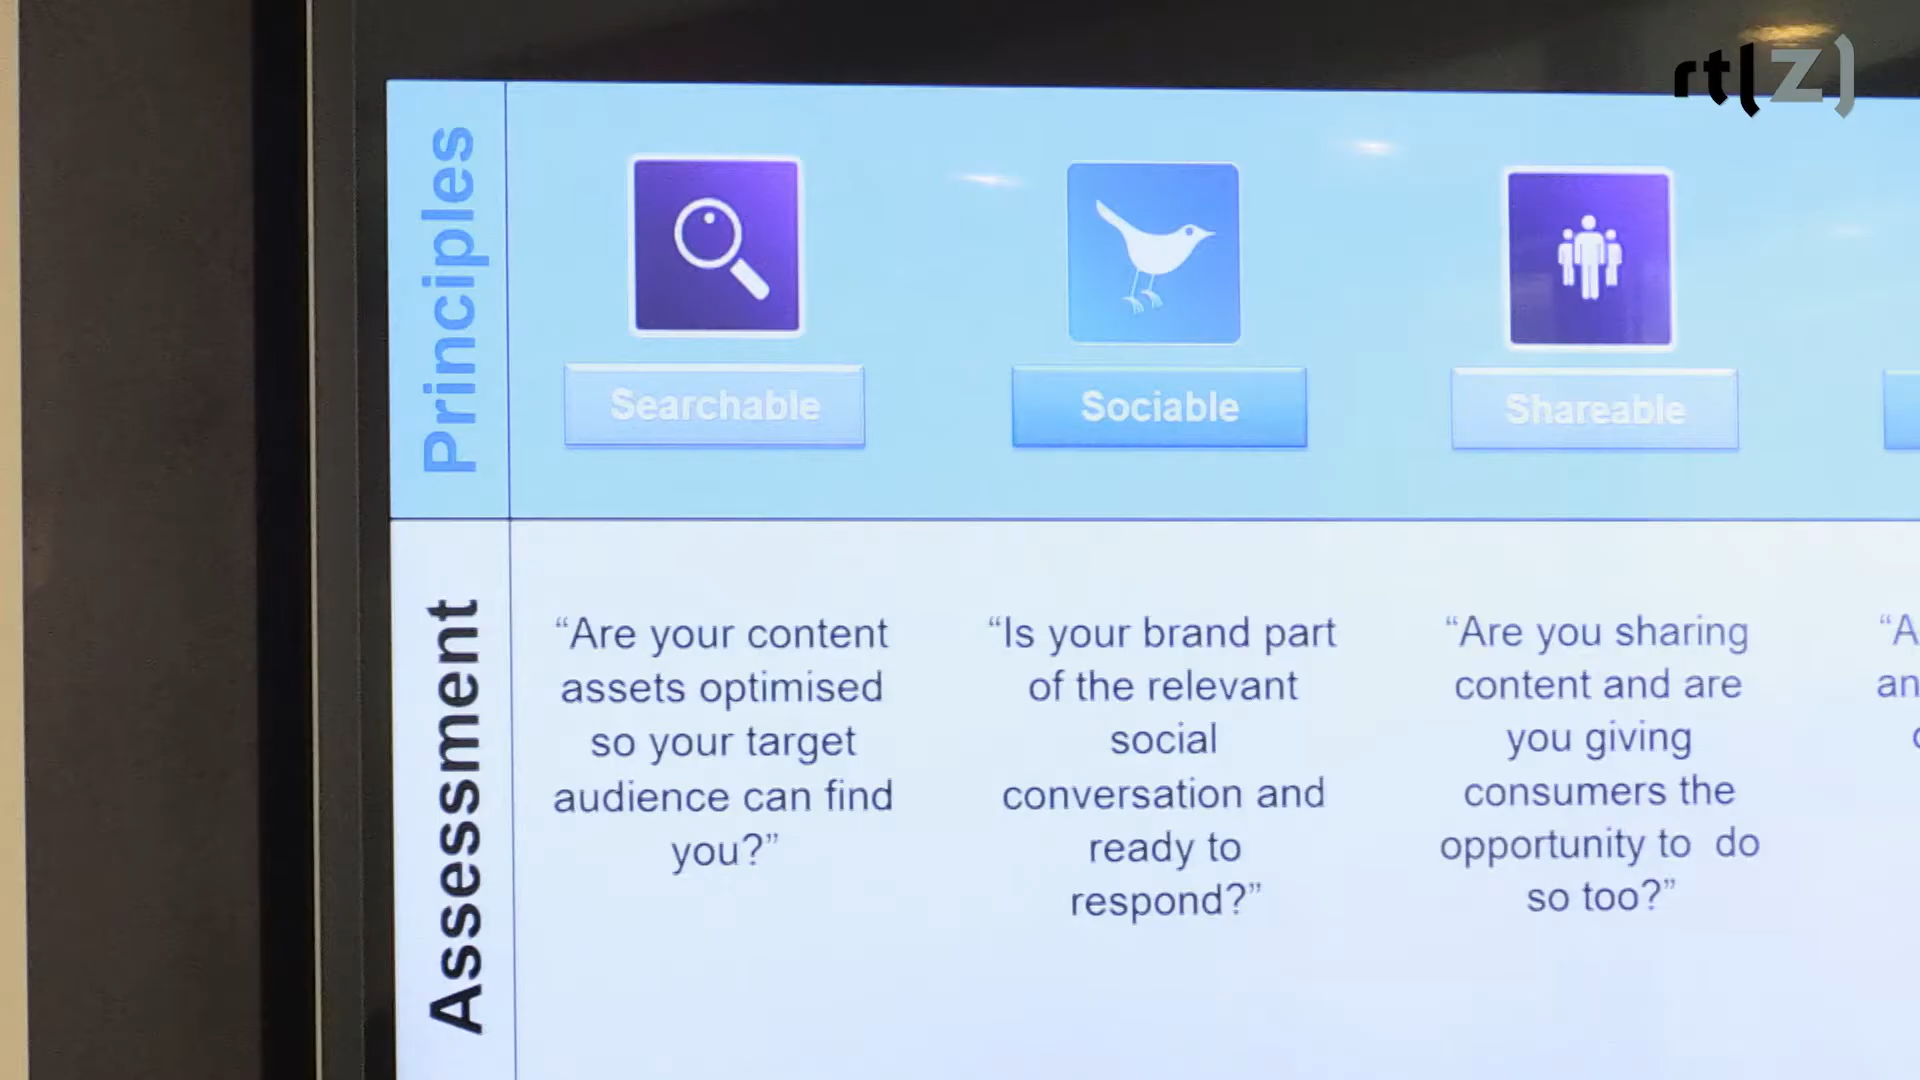 rtl Z
Principles
Searchable
Sociable
Shareable
Assessment
“Are your content
assets optimised
so your target
audience can find
you?”
“Is your brand part
of the relevant
social
conversation and
ready to
respond?”
“Are you sharing
content and are
you giving
consumers the
opportunity to  do
so too?”
“A
an